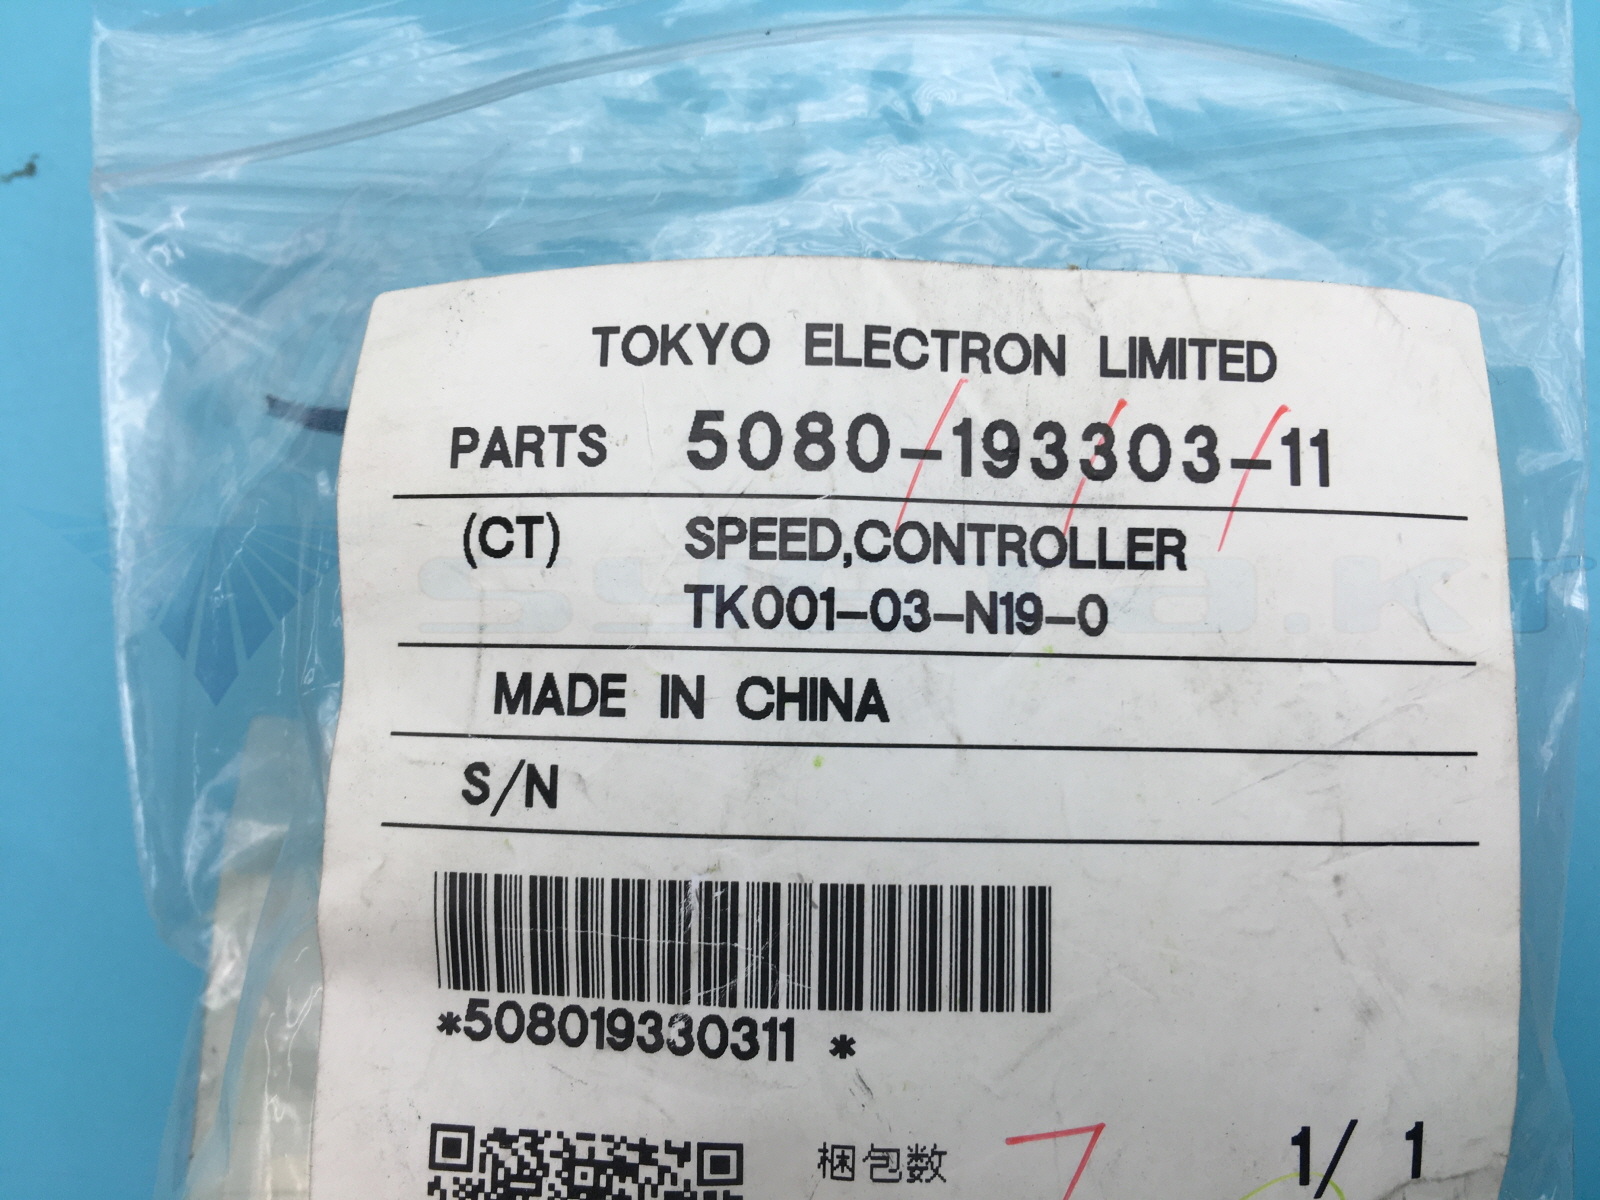 TOKYO ELECTRON LIMITED
PARTS 5080-193303-11
(CT) SPEED,CONTROLLER
TK001-03-N19-0
MADE IN CHINA
S/N
*508019330311 *
梱包数 1/ 1